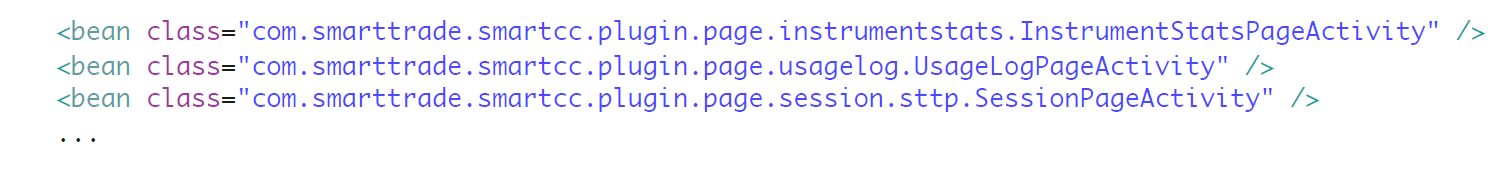 <bean class="com.smarttrade.smartcc.plugin.page.instrumentstats.InstrumentStatsPageActivity" />
<bean class="com.smarttrade.smartcc.plugin.page.usagelog.UsageLogPageActivity" />
<bean class="com.smarttrade.smartcc.plugin.page.session.sttp.SessionPageActivity" />
...